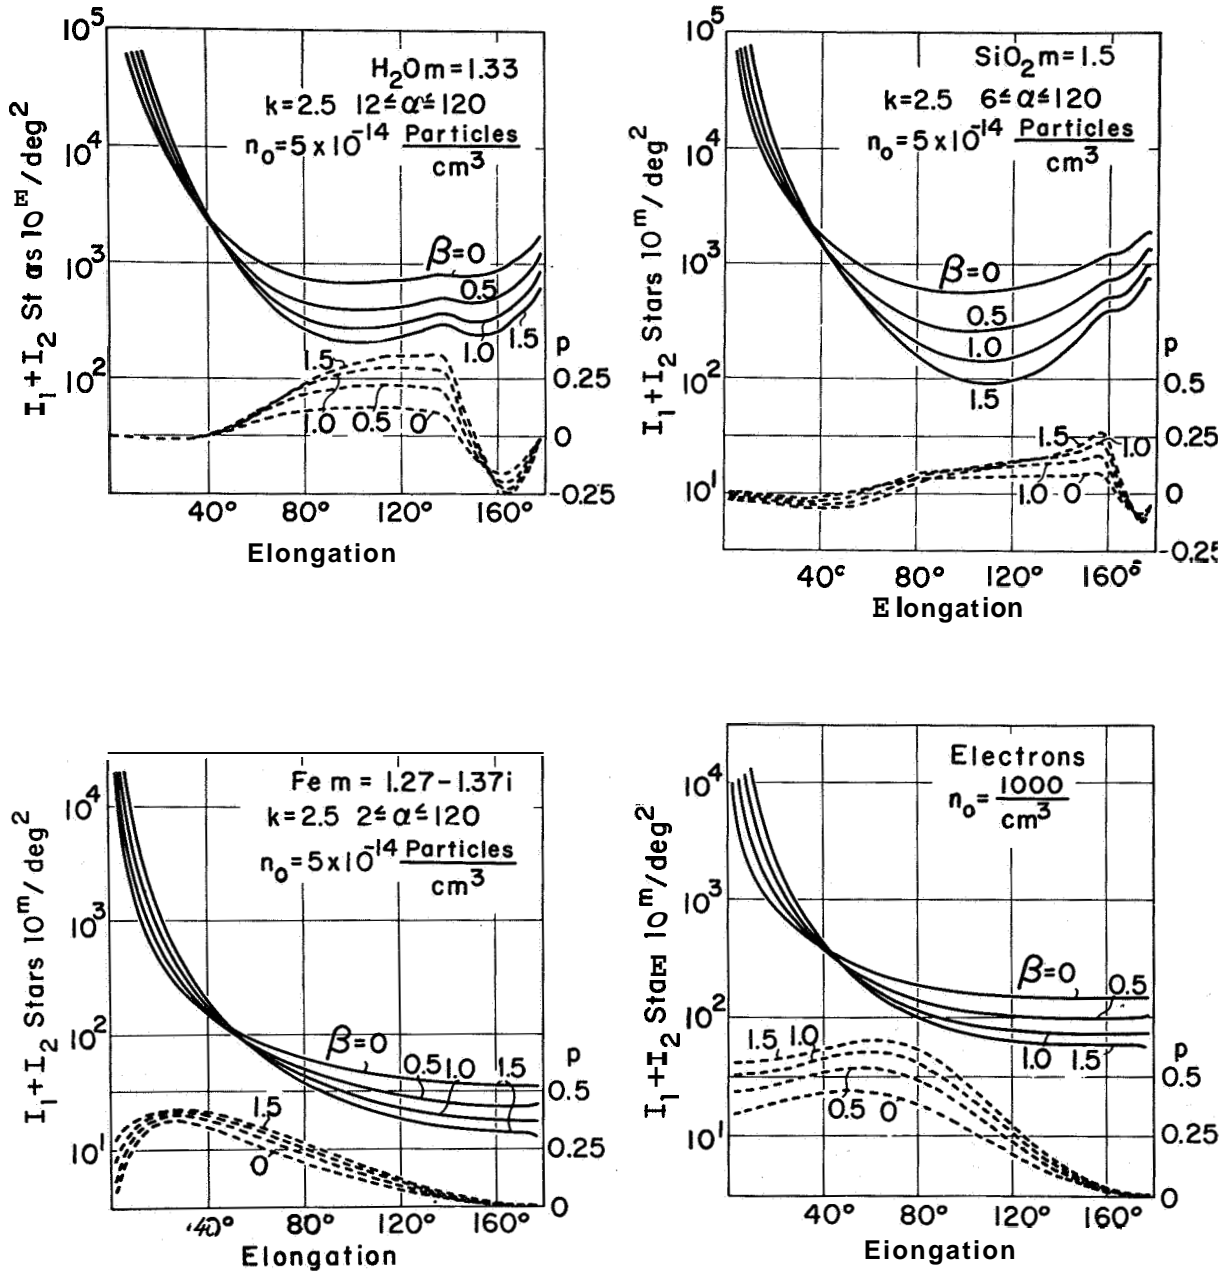 10^5
H2O m=1.33
k=2.5 12≤α≤120
n0=5x10^-14 Particles/cm^3
10^4
10^3
10^2
β=0
0.5
1.0
1.5
p
0.25
0
-0.25
1.5
1.0
0.5
0
I1+I2 St as 10 /deg^2
40° 80° 120° 160°
Elongation
10^5
SiO2 m=1.5
k=2.5 6≤α≤120
n0=5x10^-14 Particles/cm^3
10^4
10^3
10^2
10^1
β=0
0.5
1.0
1.5
p
0.5
0.25
0
-0.25
1.5
1.0
1.0 0
I1+I2 Stars 10^m/deg^2
40° 80° 120° 160°
Elongation
Fe m = 1.27-1.37i
k=2.5 2≤α≤120
n0=5x10^-14 Particles/cm^3
10^4
10^3
10^2
10^1
β=0
0.5 1.0 1.5
p
0.5
0.25
0
1.5
0
I1+I2 Stars 10^m/deg^2
40° 80° 120° 160°
Elongation
Electrons
n0=1000/cm^3
10^4
10^3
10^2
10^1
β=0
0.5
1.0 1.5
p
0.5
0.25
0
1.5 1.0
0.5 0
I1+I2 Sta 10^m/deg^2
40° 80° 120° 160°
Eiongation